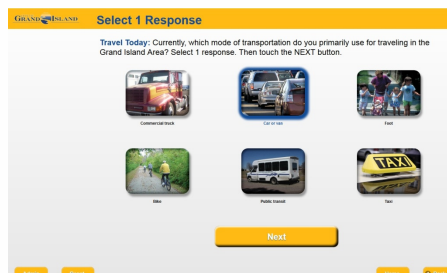 GRAND ISLAND
Select 1 Response
Travel Today: Currently, which mode of transportation do you primarily use for traveling in the
Grand Island Area? Select 1 response. Then touch the NEXT button.
Commercial truck
Car or van
Foot
Bike
Public transit
TAXI
Taxi
Next